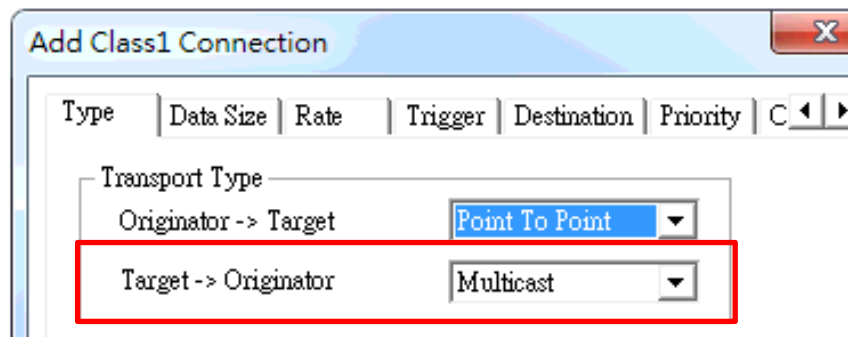 Add Class1 Connection
Type Data Size Rate Trigger Destination Priority C
Transport Type
Originator -> Target Point To Point
Target -> Originator Multicast